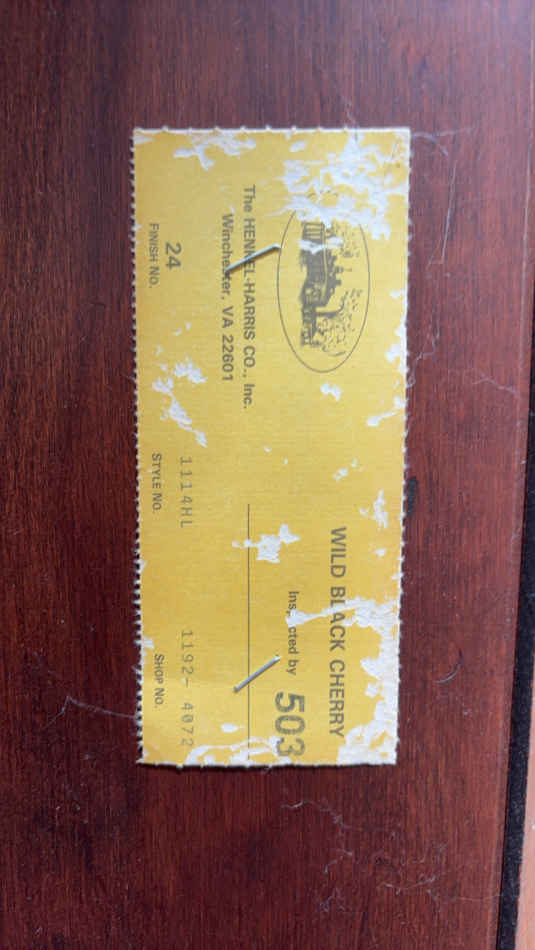 The HENKEL-HARRIS CO., Inc.
Winchester, VA 22601
WILD BLACK CHERRY
Inspected by 503
24
FINISH No.
1114HL
STYLE No.
1192- 4072
SHOP No.